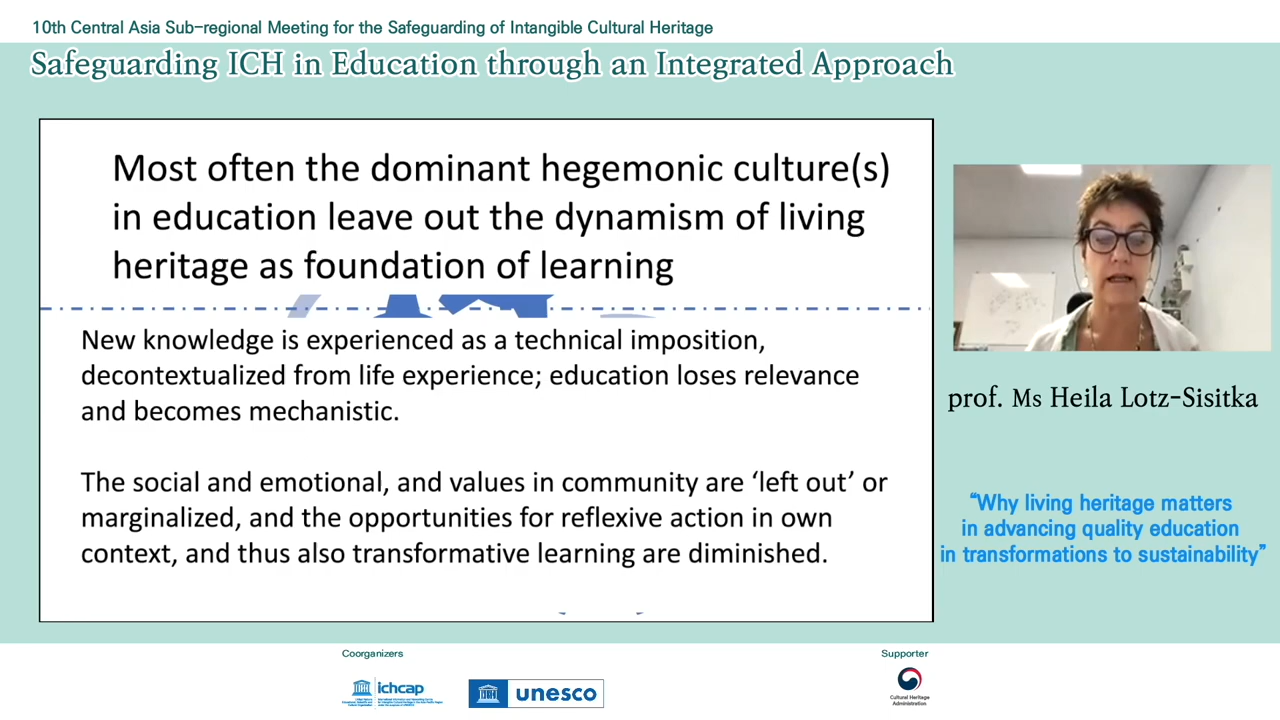 10th Central Asia Sub-regional Meeting for the Safeguarding of Intangible Cultural Heritage
Safeguarding ICH in Education through an Integrated Approach
Most often the dominant hegemonic culture(s)
in education leave out the dynamism of living
heritage as foundation of learning
New knowledge is experienced as a technical imposition,
decontextualized from life experience; education loses relevance
and becomes mechanistic.
The social and emotional, and values in community are ‘left out’ or
marginalized, and the opportunities for reflexive action in own
context, and thus also transformative learning are diminished.
prof. Ms Heila Lotz-Sisitka
“Why living heritage matters
in advancing quality education
in transformations to sustainability”
Coorganizers
ichcap
unesco
Supporter
Cultural Heritage
Administration